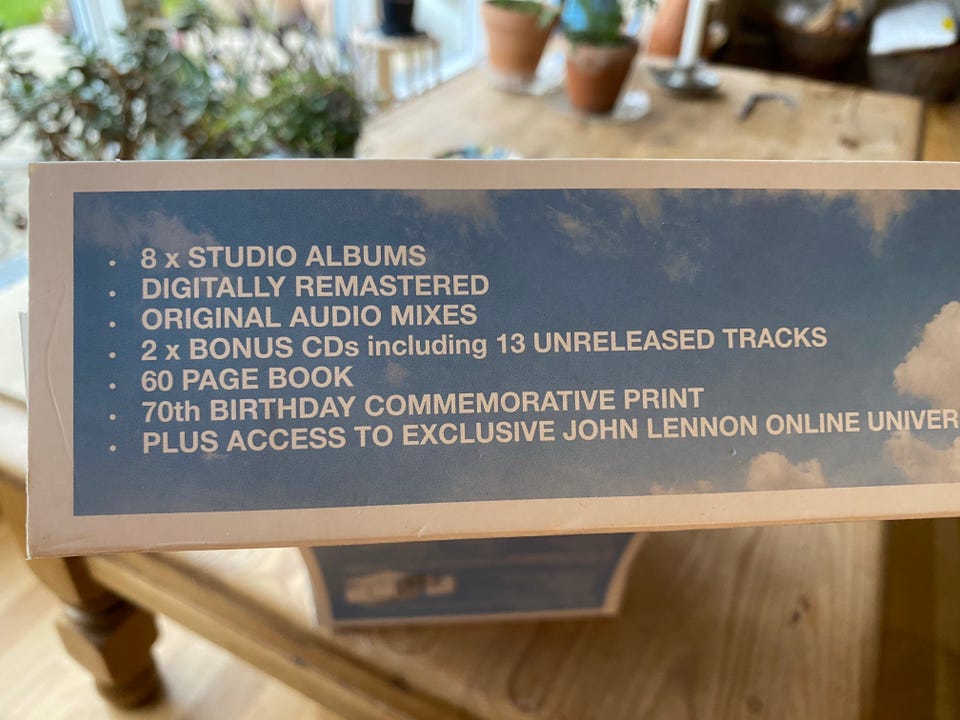 • 8 x STUDIO ALBUMS
• DIGITALLY REMASTERED
• ORIGINAL AUDIO MIXES
• 2 x BONUS CDs including 13 UNRELEASED TRACKS
• 60 PAGE BOOK
• 70th BIRTHDAY COMMEMORATIVE PRINT
• PLUS ACCESS TO EXCLUSIVE JOHN LENNON ONLINE UNIVER